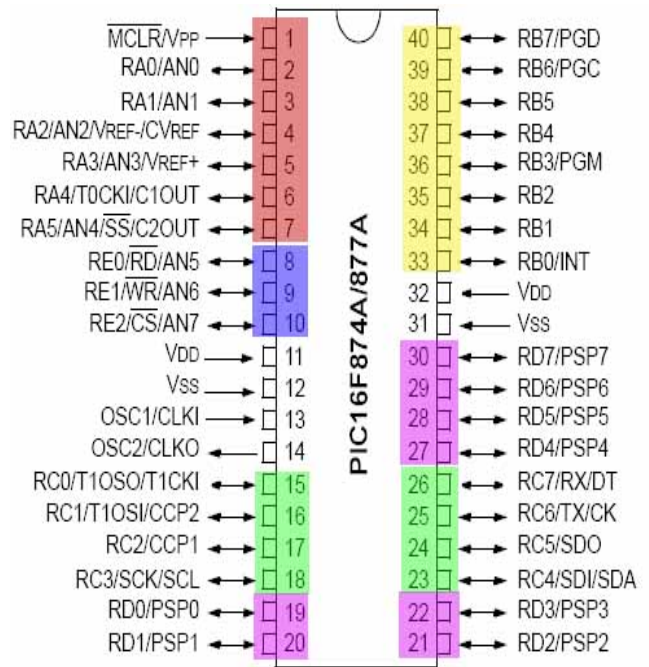 MCLR/VPP 1 40 RB7/PGD
RA0/AN0 2 39 RB6/PGC
RA1/AN1 3 38 RB5
RA2/AN2/VREF-/CVREF 4 37 RB4
RA3/AN3/VREF+ 5 36 RB3/PGM
RA4/T0CKI/C1OUT 6 35 RB2
RA5/AN4/SS/C2OUT 7 34 RB1
RE0/RD/AN5 8 33 RB0/INT
RE1/WR/AN6 9 32 VDD
RE2/CS/AN7 10 31 VSS
VDD 11 30 RD7/PSP7
VSS 12 29 RD6/PSP6
OSC1/CLKI 13 28 RD5/PSP5
OSC2/CLKO 14 27 RD4/PSP4
RC0/T1OSO/T1CKI 15 26 RC7/RX/DT
RC1/T1OSI/CCP2 16 25 RC6/TX/CK
RC2/CCP1 17 24 RC5/SDO
RC3/SCK/SCL 18 23 RC4/SDI/SDA
RD0/PSP0 19 22 RD3/PSP3
RD1/PSP1 20 21 RD2/PSP2
PIC16F874A/877A